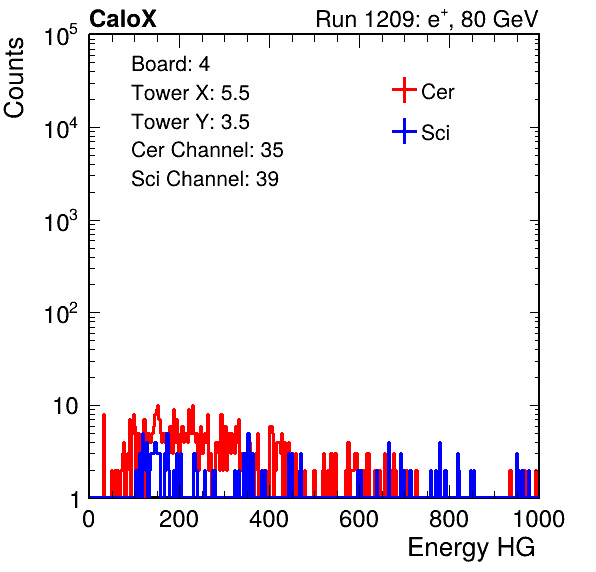 CaloX Run 1209: e⁺, 80 GeV
Counts
10⁵
10⁴
10³
10²
10
1
Board: 4
Tower X: 5.5
Tower Y: 3.5
Cer Channel: 35
Sci Channel: 39
Cer
Sci
0 200 400 600 800 1000
Energy HG